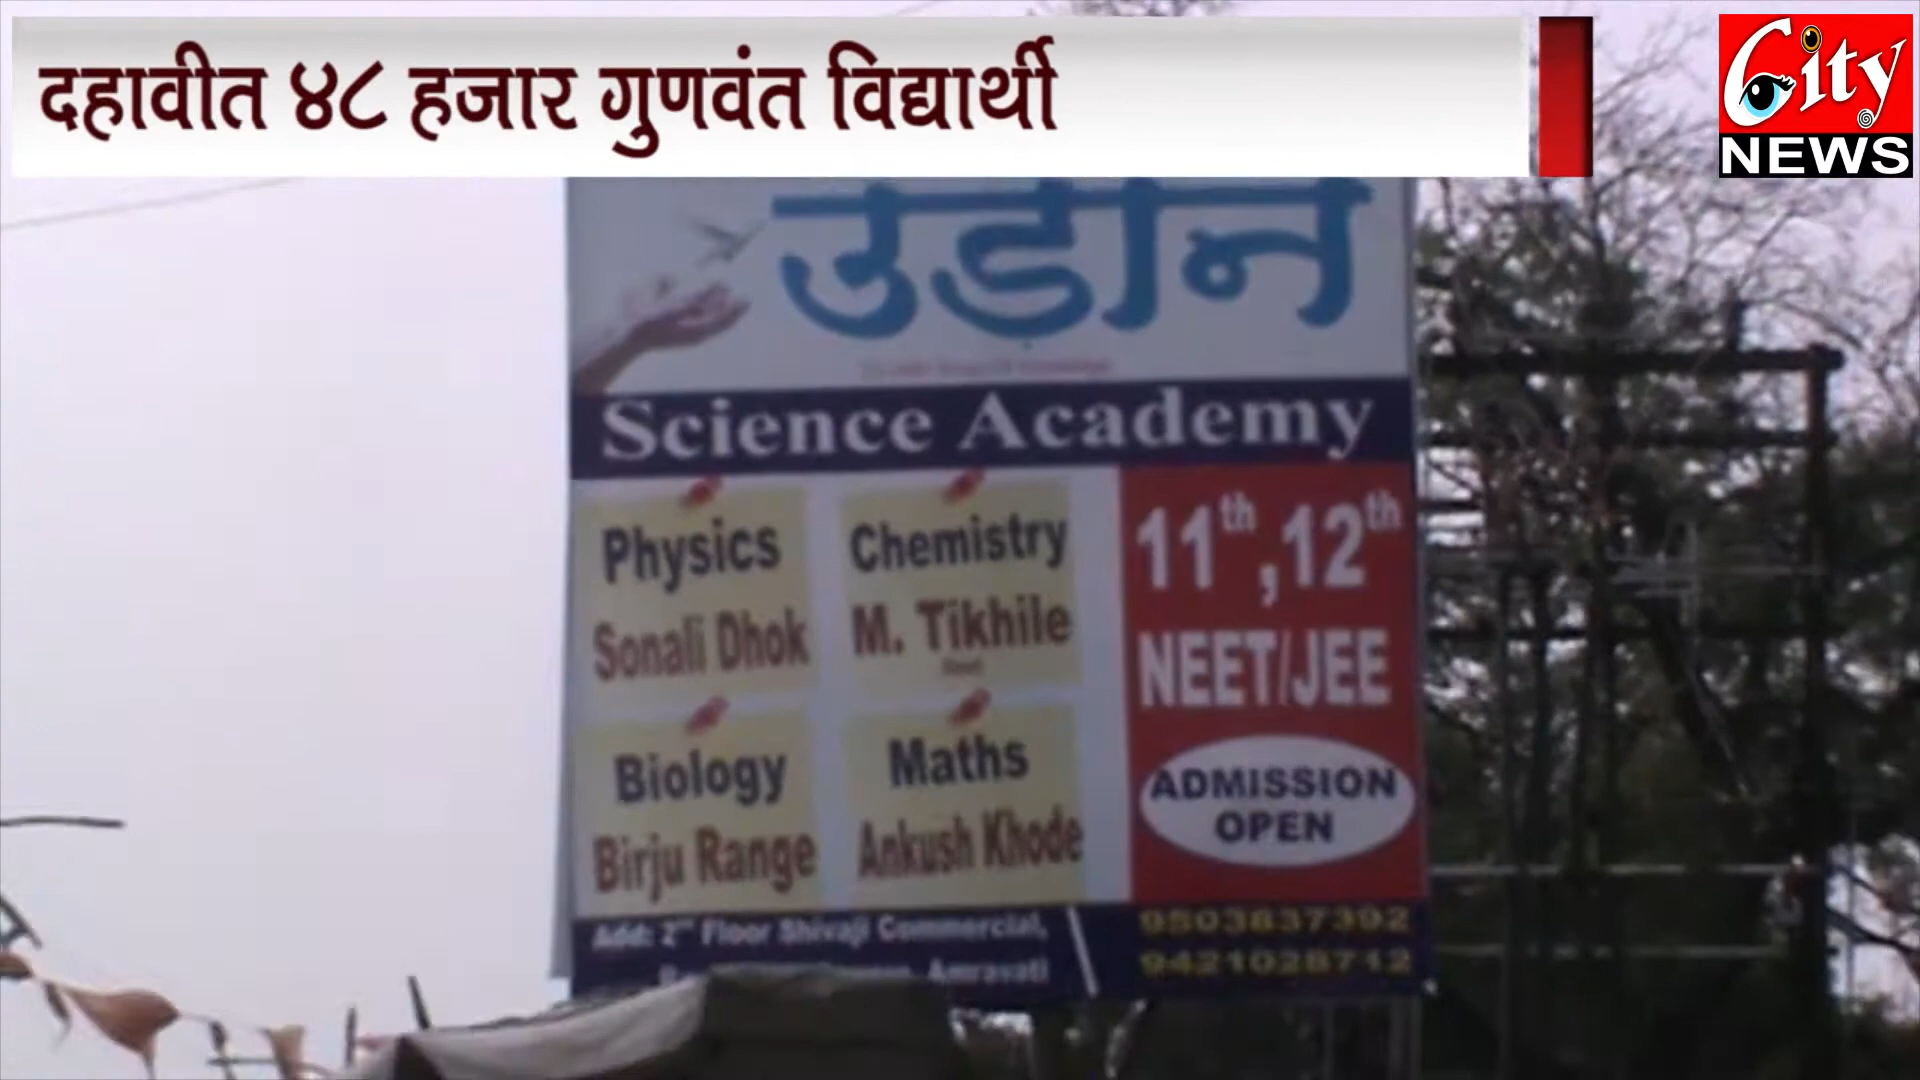 दहावीत ४८ हजार गुणवंत विद्यार्थी
City
NEWS
उडान
Science Academy
Physics
Sonali Dhok
Chemistry
M. Tikhile
Biology
Birju Range
Maths
Ankush Khode
11th, 12th
NEET/JEE
ADMISSION
OPEN
Add: 2nd Floor Shivaji Commercial,
Amravati
9503837392
9421028712